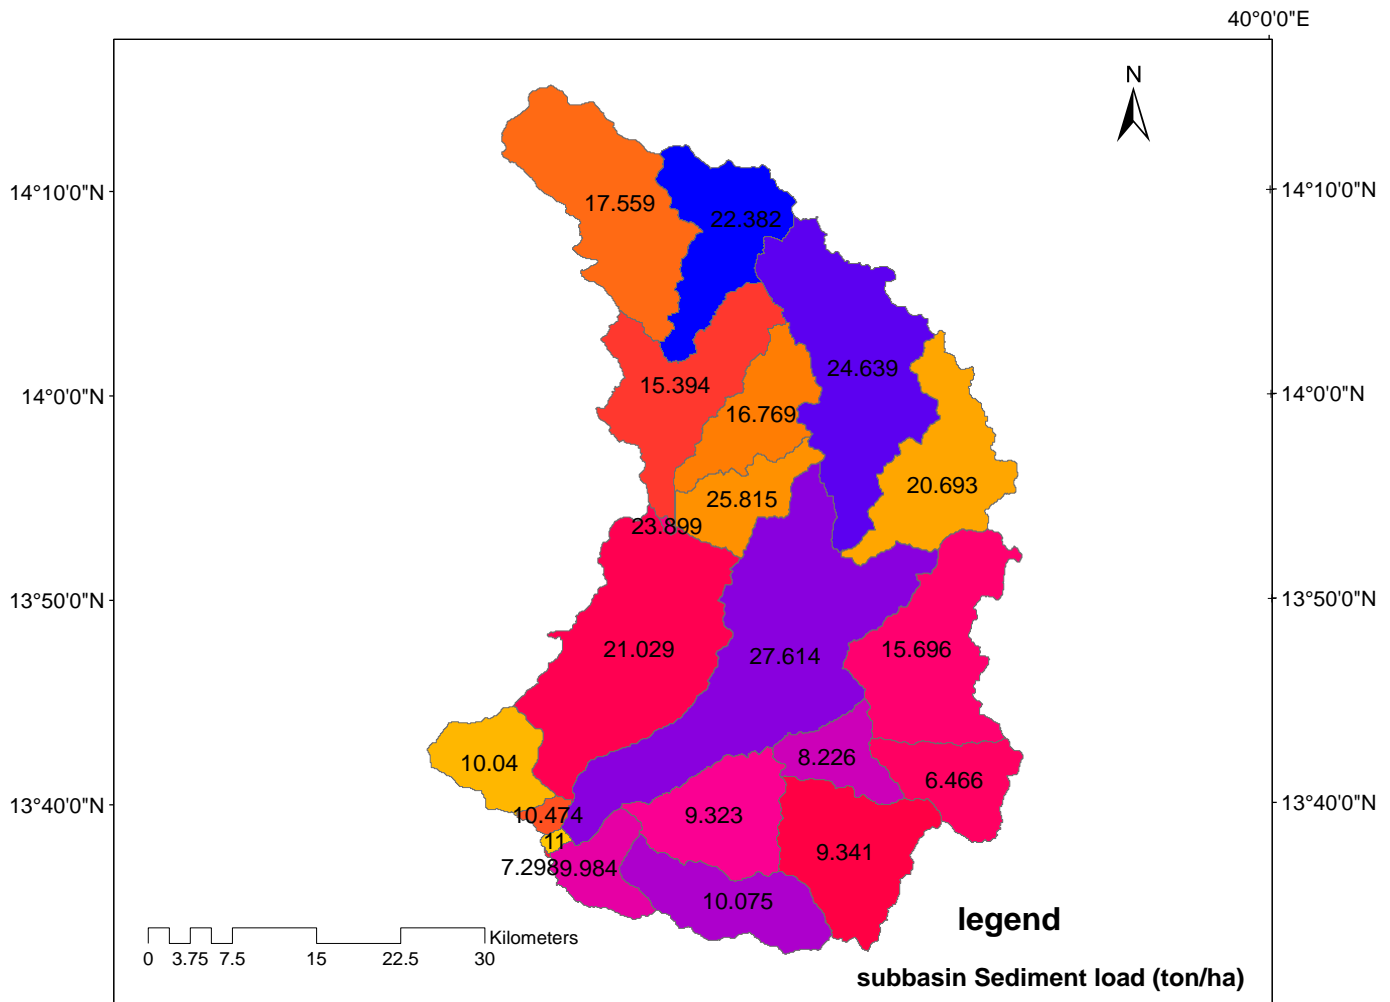 40°0'0"E
N
14°10'0"N
14°10'0"N
17.559
22.382
24.639
15.394
14°0'0"N
14°0'0"N
16.769
20.693
25.815
23.899
13°50'0"N
13°50'0"N
21.029
27.614
15.696
8.226
10.04
6.466
13°40'0"N
13°40'0"N
10.474
9.323
11
9.341
7.2989.984
10.075
legend
Kilometers
0 3.75 7.5 15 22.5 30
subbasin Sediment load (ton/ha)